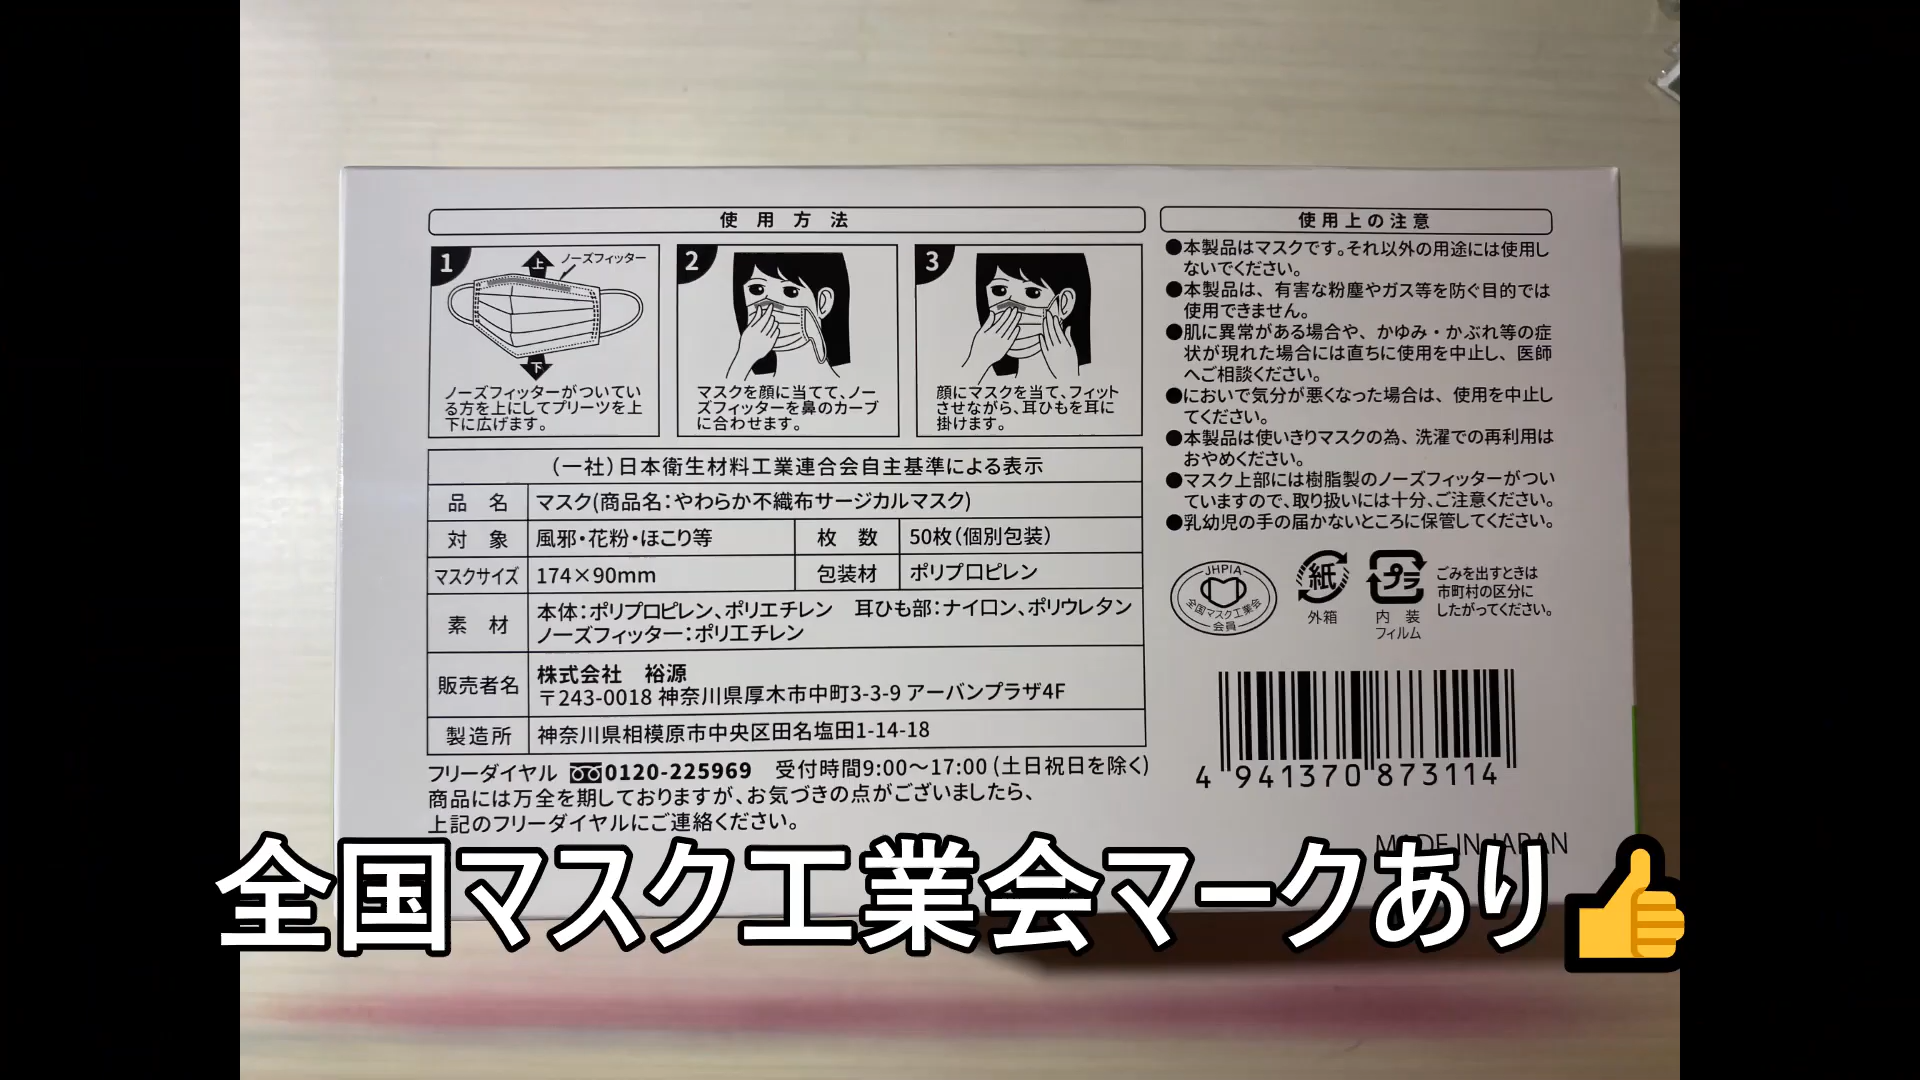 使用方法
1
上
ノーズフィッター
下
ノーズフィッターがついてい
る方を上にしてプリーツを上
下に広げます。
2
マスクを顔に当てて、ノー
ズフィッターを鼻のカーブ
に合わせます。
3
顔にマスクを当て、フィット
させながら、耳ひもを耳に
掛けます。
(一社)日本衛生材料工業連合会自主基準による表示
品 名 マスク(商品名:やわらか不織布サージカルマスク)
対 象 風邪・花粉・ほこり等 枚 数 50枚(個別包装)
マスクサイズ 174×90mm 包装材 ポリプロピレン
素 材 本体:ポリプロピレン、ポリエチレン 耳ひも部:ナイロン、ポリウレタン
ノーズフィッター:ポリエチレン
販売者名 株式会社 裕源
〒243-0018 神奈川県厚木市中町3-3-9 アーバンプラザ4F
製造所 神奈川県相模原市中央区田名塩田1-14-18
フリーダイヤル 0120-225969 受付時間9:00〜17:00 (土日祝日を除く)
商品には万全を期しておりますが、お気づきの点がございましたら、
上記のフリーダイヤルにご連絡ください。
使用上の注意
●本製品はマスクです。それ以外の用途には使用し
ないでください。
●本製品は、有害な粉塵やガス等を防ぐ目的では
使用できません。
●肌に異常がある場合や、かゆみ・かぶれ等の症
状が現れた場合には直ちに使用を中止し、医師
へご相談ください。
●においで気分が悪くなった場合は、使用を中止し
てください。
●本製品は使いきりマスクの為、洗濯での再利用は
おやめください。
●マスク上部には樹脂製のノーズフィッターがつい
ていますので、取り扱いには十分、ご注意ください。
●乳幼児の手の届かないところに保管してください。
JHPIA
全国マスク工業会
会員
紙
外箱
プラ
内 装
フィルム
ごみを出すときは
市町村の区分に
したがってください。
4 941370 873114
MADE IN JAPAN
全国マスク工業会マークあり👍